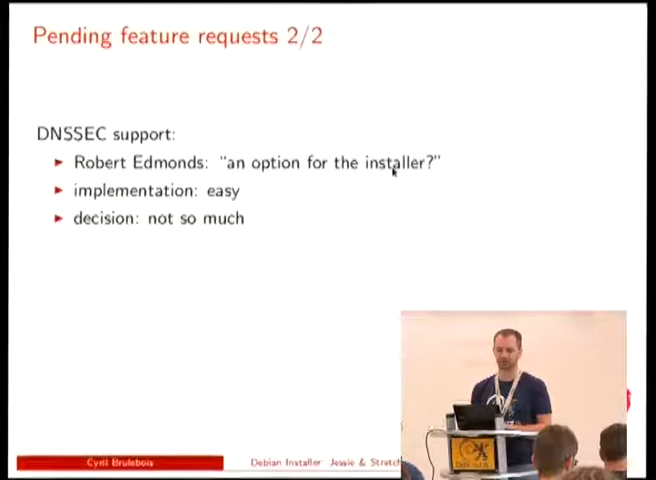 Pending feature requests 2/2
DNSSEC support:
Robert Edmonds: "an option for the installer?"
implementation: easy
decision: not so much
Cyril Brulebois
Debian Installer Jessie & Stretch